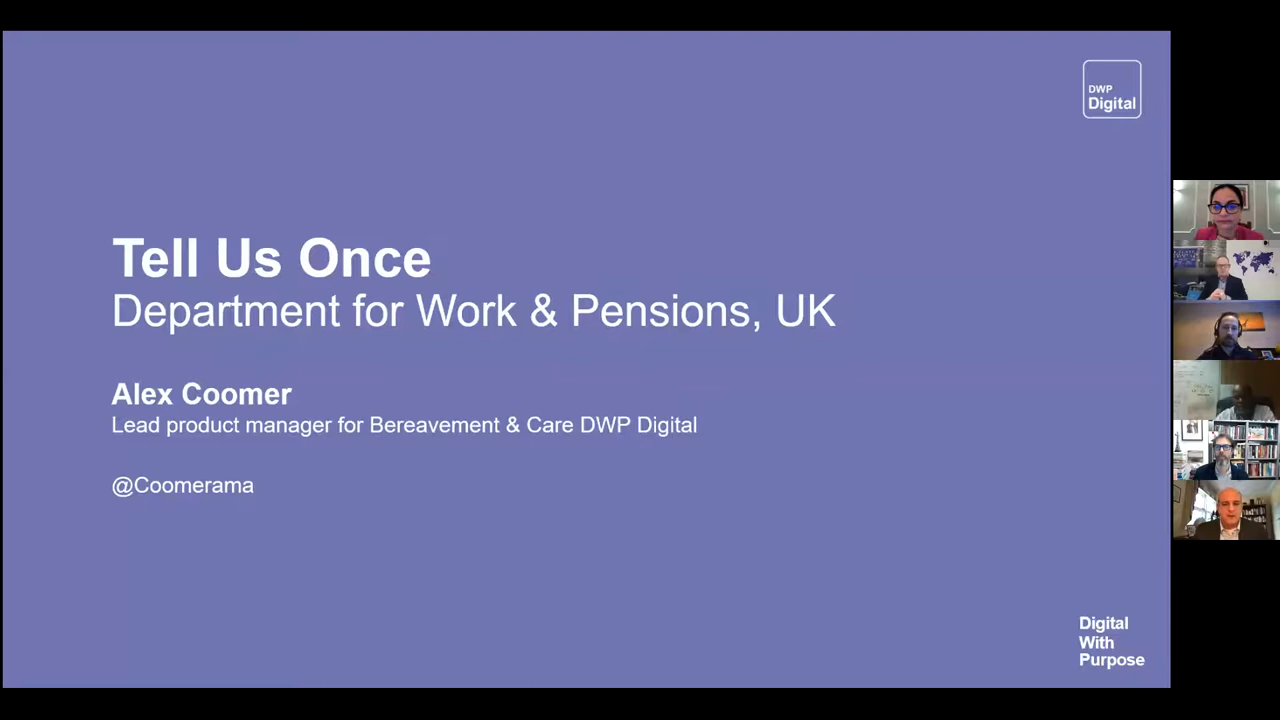 DWP
Digital
Tell Us Once
Department for Work & Pensions, UK
Alex Coomer
Lead product manager for Bereavement & Care DWP Digital
@Coomerama
Digital
With
Purpose